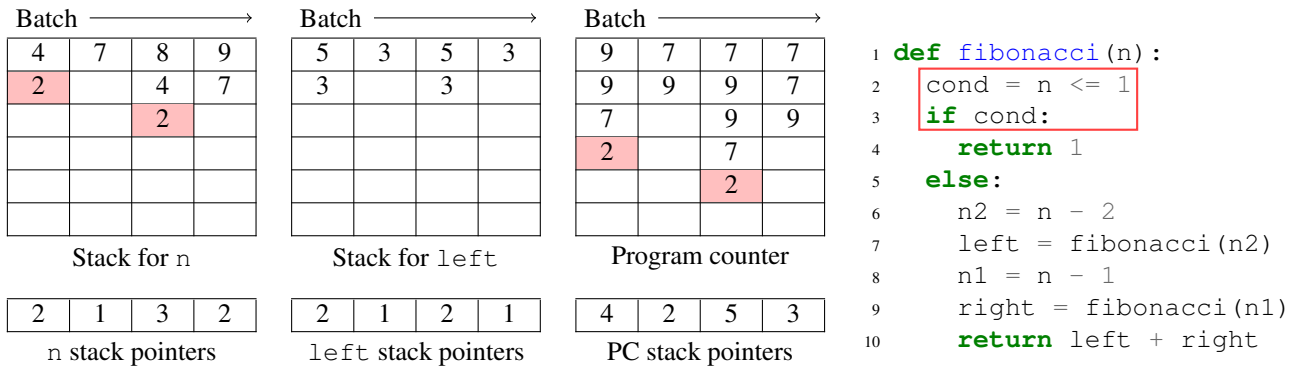 Batch
4 7 8 9
2 4 7
2
Stack for n
2 1 3 2
n stack pointers
Batch
5 3 5 3
3 3
Stack for left
2 1 2 1
left stack pointers
Batch
9 7 7 7
9 9 9 7
7 9 9
2 7
2
Program counter
4 2 5 3
PC stack pointers
1 def fibonacci(n):
2 cond = n <= 1
3 if cond:
4 return 1
5 else:
6 n2 = n - 2
7 left = fibonacci(n2)
8 n1 = n - 1
9 right = fibonacci(n1)
10 return left + right